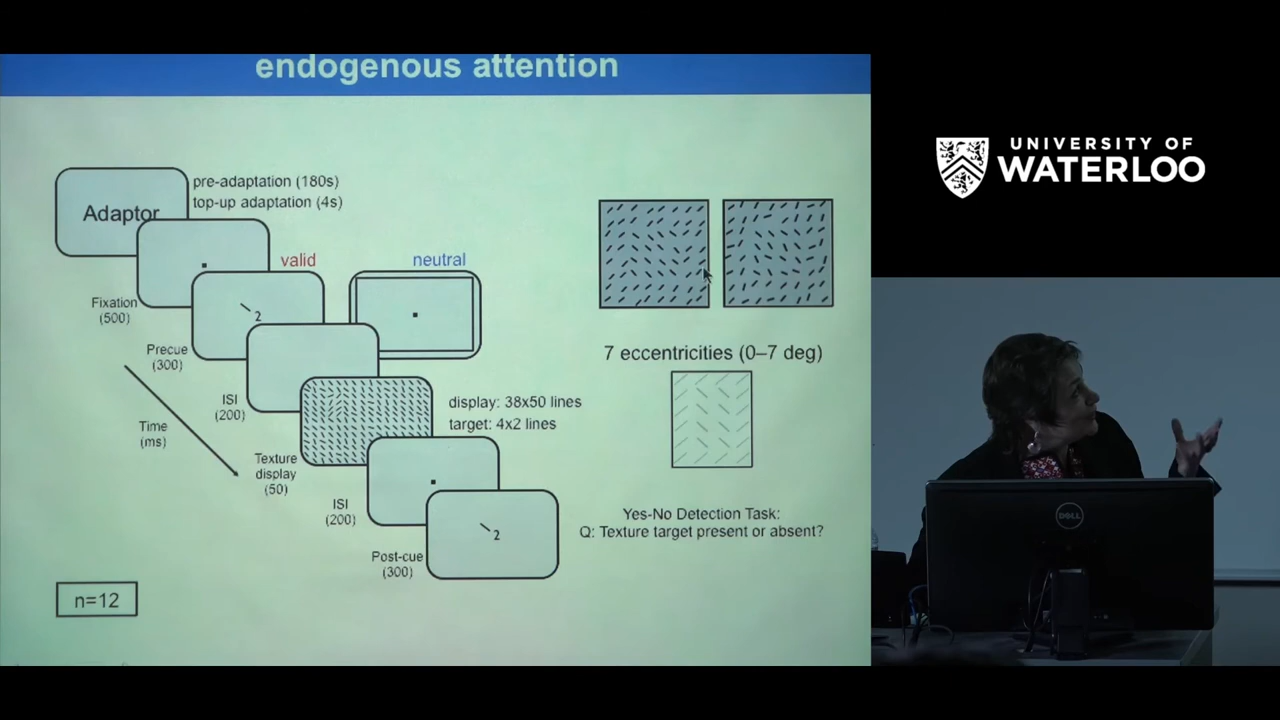 endogenous attention
Adaptor
pre-adaptation (180s)
top-up adaptation (4s)
valid
neutral
Fixation
(500)
2
Precue
(300)
ISI
(200)
Time
(ms)
Texture
display
(50)
display: 38x50 lines
target: 4x2 lines
ISI
(200)
2
Post-cue
(300)
n=12
7 eccentricities (0–7 deg)
Yes-No Detection Task:
Q: Texture target present or absent?
UNIVERSITY OF
WATERLOO
DELL